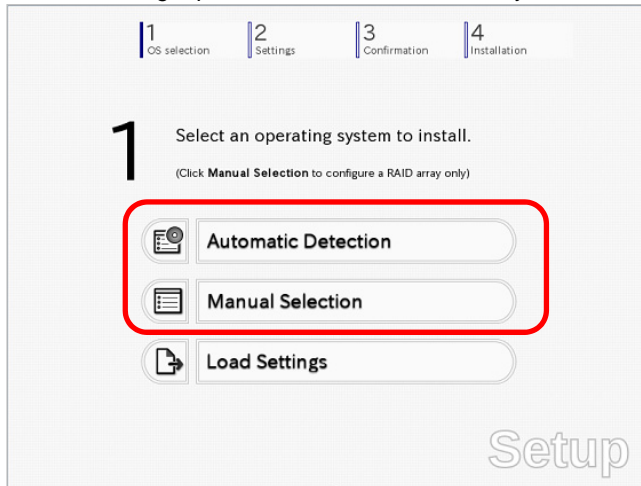 1
OS selection
2
Settings
3
Confirmation
4
Installation
1
Select an operating system to install.
(Click Manual Selection to configure a RAID array only)
Automatic Detection
Manual Selection
Load Settings
Setup